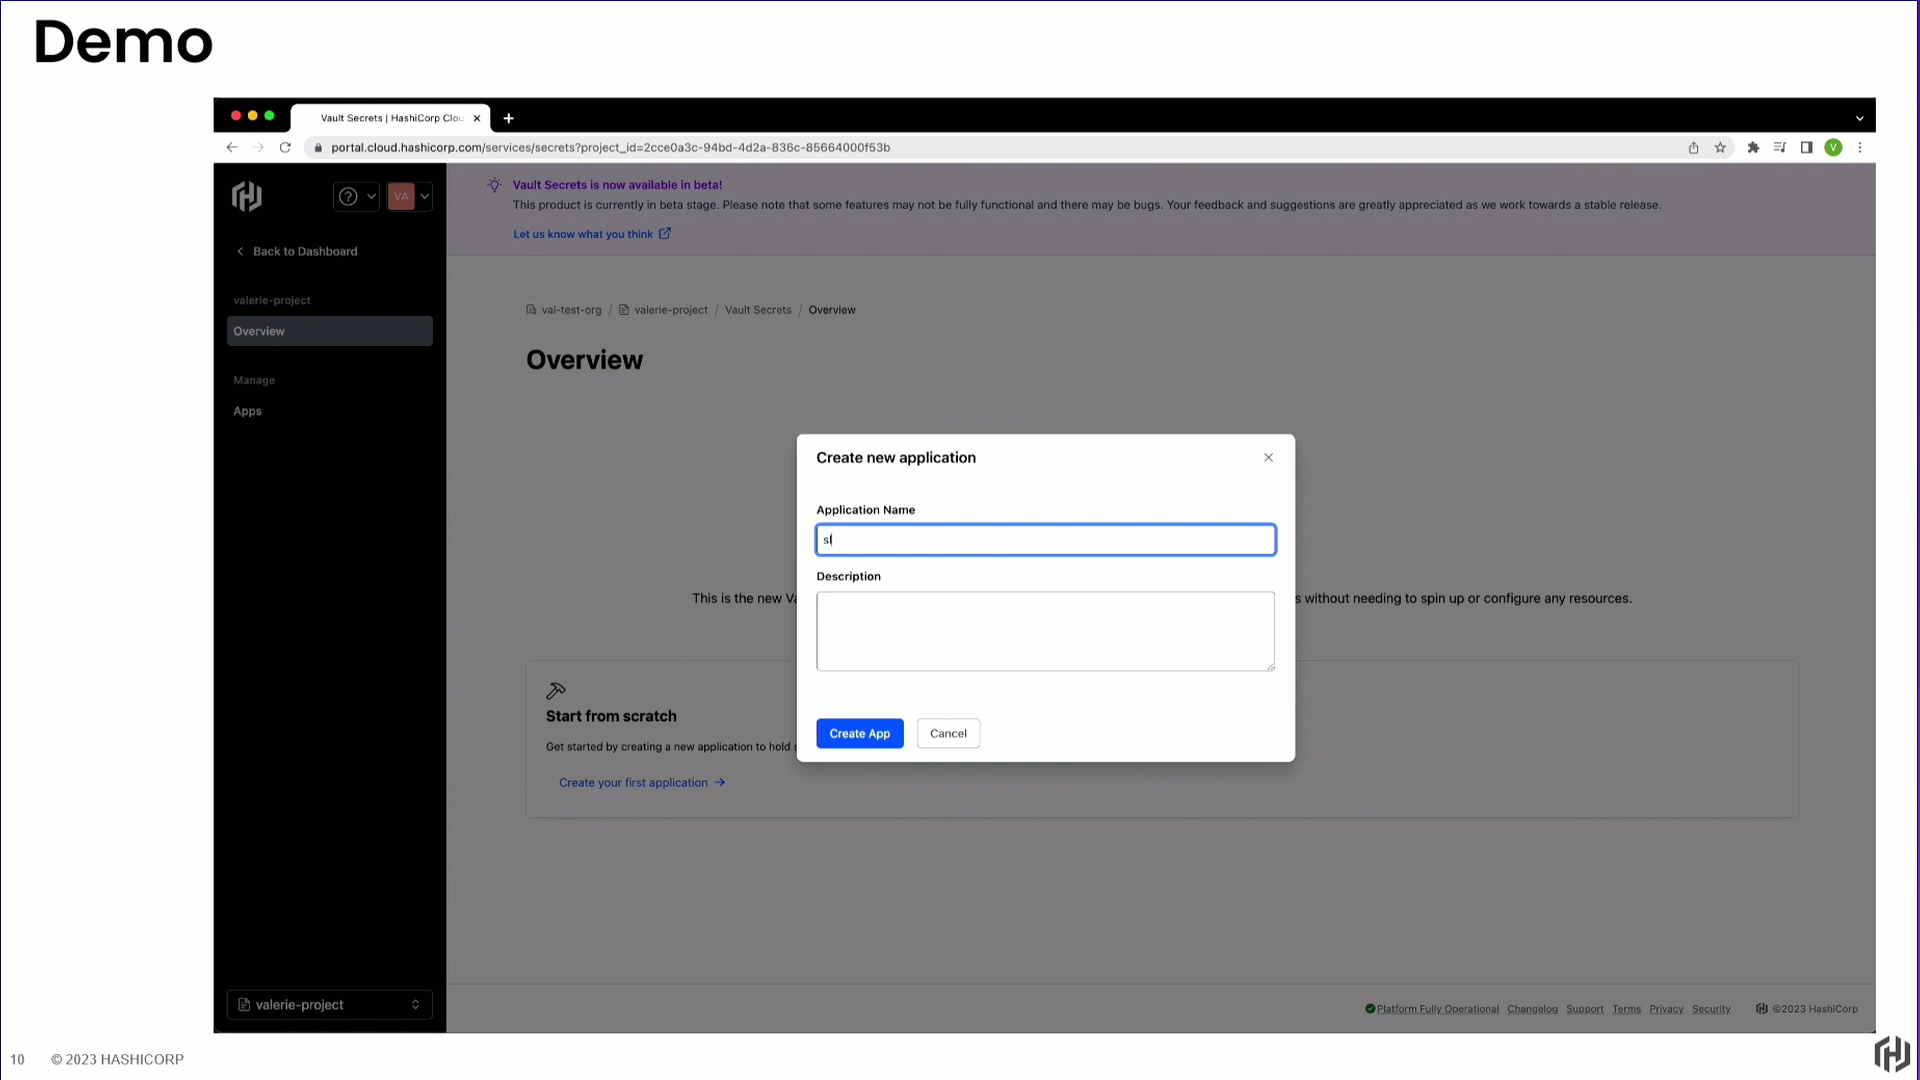 Demo
Vault Secrets | HashiCorp Clou
portal.cloud.hashicorp.com/services/secrets?project_id=2cce0a3c-94bd-4d2a-836c-85664000f53b
V
VA
Vault Secrets is now available in beta!
This product is currently in beta stage. Please note that some features may not be fully functional and there may be bugs. Your feedback and suggestions are greatly appreciated as we work towards a stable release.
Let us know what you think
Back to Dashboard
valerie-project
Overview
Manage
Apps
val-test-org / valerie-project / Vault Secrets / Overview
Overview
Create new application
Application Name
Description
This is the new Va
s without needing to spin up or configure any resources.
Start from scratch
Get started by creating a new application to hold s
Create your first application
Create App
Cancel
valerie-project
Platform Fully Operational Changelog Support Terms Privacy Security ©2023 HashiCorp
10 © 2023 HASHICORP